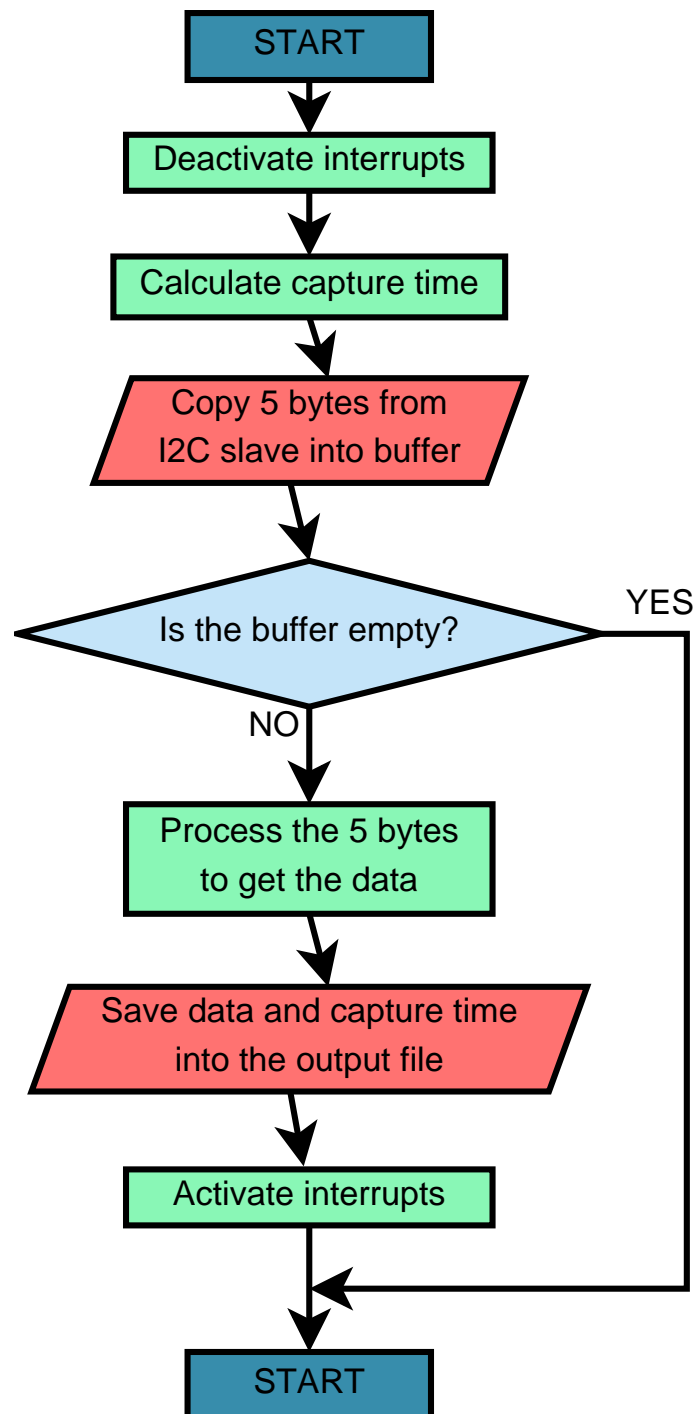 START
Deactivate interrupts
Calculate capture time
Copy 5 bytes from
I2C slave into buffer
Is the buffer empty?
YES
NO
Process the 5 bytes
to get the data
Save data and capture time
into the output file
Activate interrupts
START